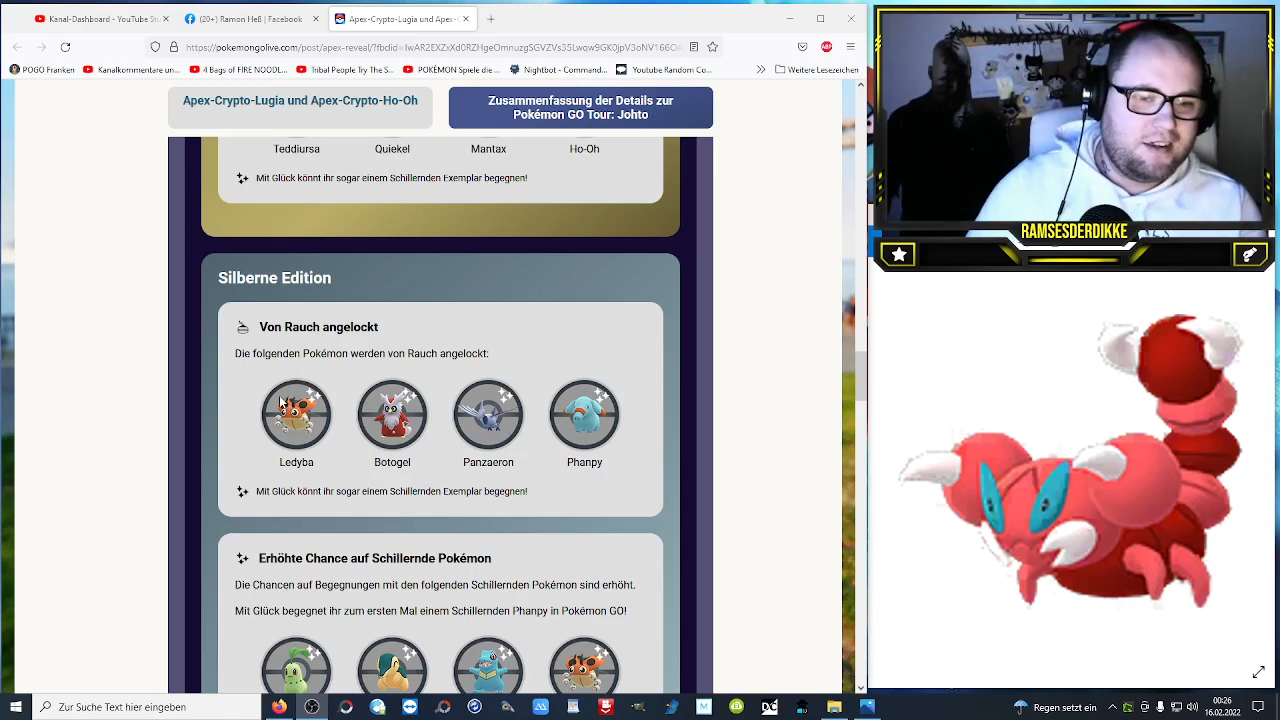 Kanal-Dashboard - YouTube Stu
(20+) Ramon Heß | Facebook
Crypto-Lugia und Apex-C
https://pokemongolive.com
POGO Franken
Kanalkommentare un...
4 Bags of FIRE NOODL...
Tribal People Try The S...
POKÉMON Spiele de...
Nightbot - Comman...
Youtube Random Co...
Weitere Lesezeichen
ABP
Apex-Crypto-Lugia und Apex-Crypto-Ho-Oh
Zusammenfassung der Details zur
Pokémon GO Tour: Johto
Teddiursa Quiekel Mantax Ho-Oh
Mit Glück könnt ihr sogar einem Schillernden Exemplar begegnen!
Silberne Edition
Von Rauch angelockt
Die folgenden Pokémon werden von Rauch angelockt:
Ledyba Botogel Panzaeron Phanpy
Mit Glück könnt ihr sogar einem Schillernden Exemplar begegnen!
Erhöhte Chance auf Schillernde Pokémon
Die Chancen auf Begegnungen mit den folgenden Schillernden Pokémon sind erhöht.
Mit Glück begegnet ihr zum ersten Mal einem Schillernden Phanpy in Pokémon GO!
RAMSESDERDIKKE
Zur Suche Text hier eingeben
Regen setzt ein
00:26
16.02.2022